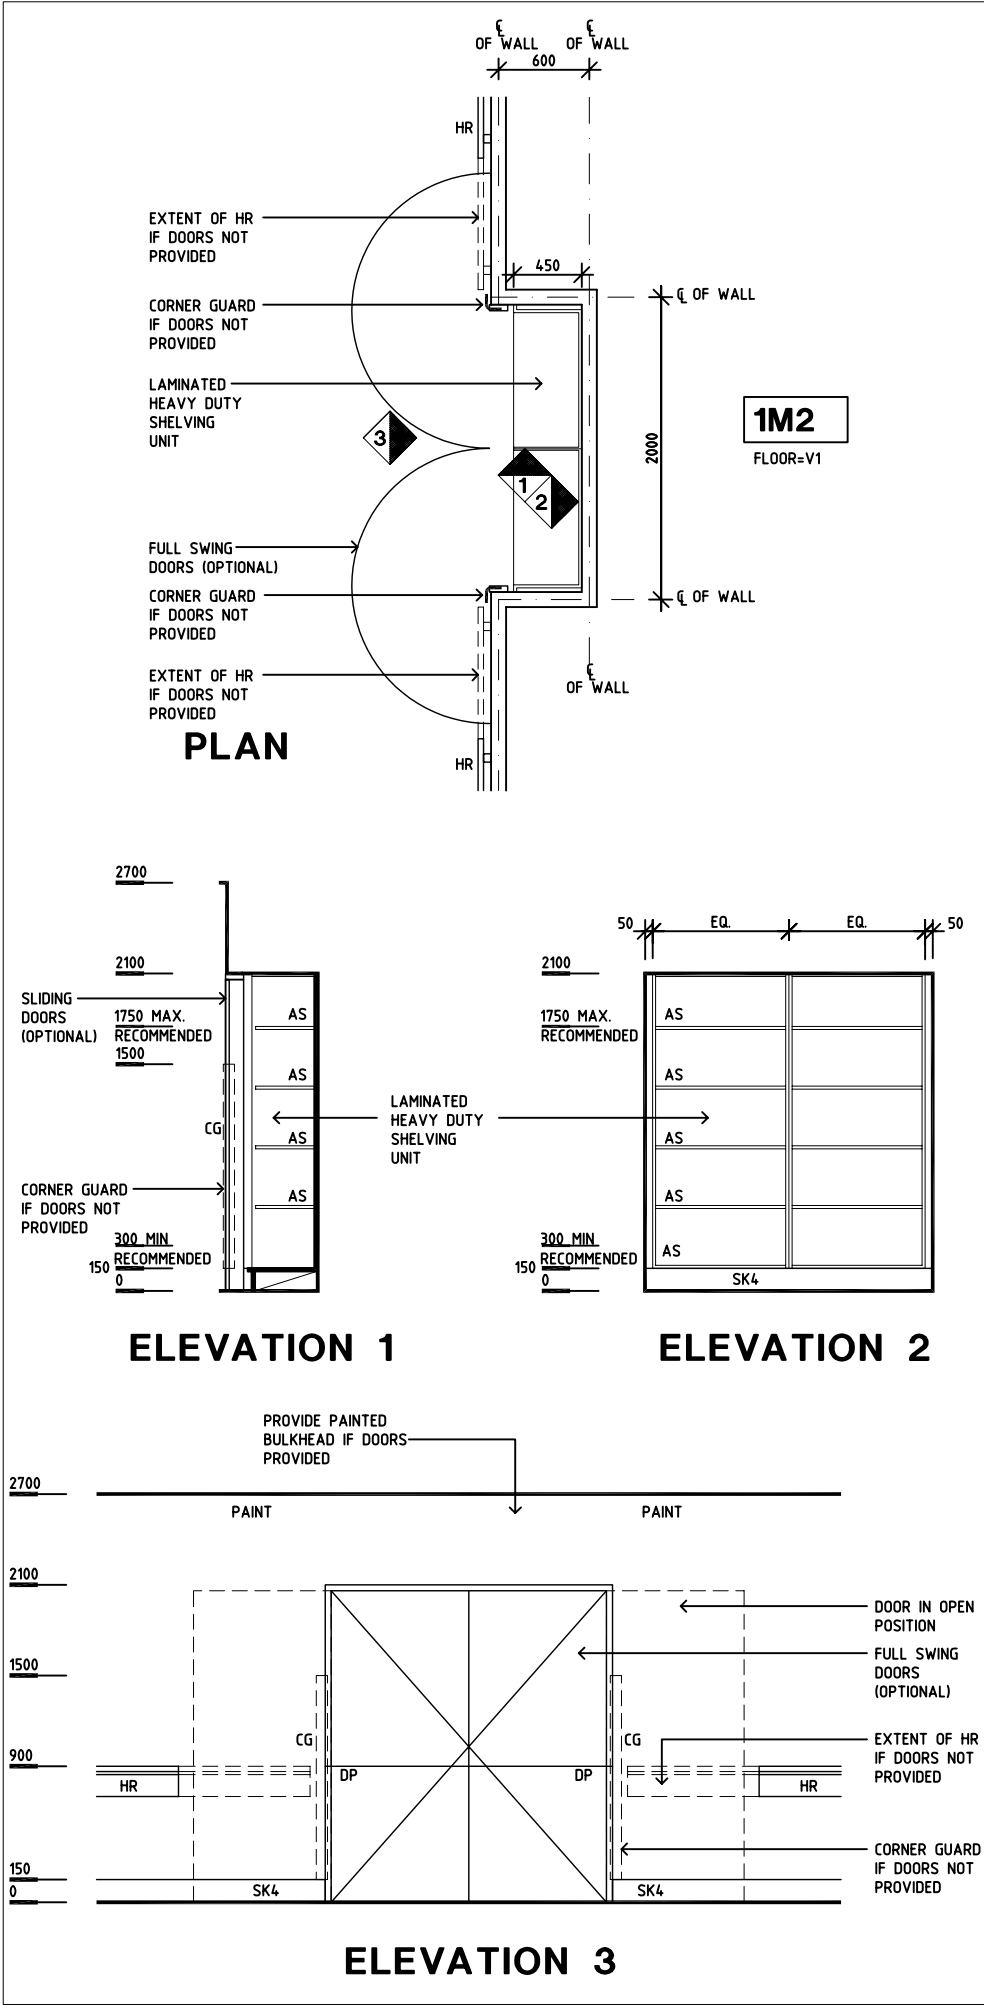 ℄ ℄
OF WALL OF WALL
600
HR
EXTENT OF HR
IF DOORS NOT
PROVIDED
450
℄ OF WALL
CORNER GUARD
IF DOORS NOT
PROVIDED
LAMINATED
HEAVY DUTY
SHELVING
UNIT
3
1
2
2000
1M2
FLOOR=V1
FULL SWING
DOORS (OPTIONAL)
CORNER GUARD
IF DOORS NOT
PROVIDED
℄ OF WALL
EXTENT OF HR
IF DOORS NOT
PROVIDED
℄
OF WALL
PLAN
HR
2700
2100
SLIDING
DOORS
(OPTIONAL)
1750 MAX.
RECOMMENDED
1500
AS
AS
CG
AS
AS
CORNER GUARD
IF DOORS NOT
PROVIDED
300 MIN
RECOMMENDED
150
0
LAMINATED
HEAVY DUTY
SHELVING
UNIT
ELEVATION 1
50 EQ. EQ. 50
2100
1750 MAX.
RECOMMENDED
AS
AS
AS
AS
300 MIN
RECOMMENDED
AS
150
0
SK4
ELEVATION 2
PROVIDE PAINTED
BULKHEAD IF DOORS
PROVIDED
2700
PAINT PAINT
2100
DOOR IN OPEN
POSITION
FULL SWING
DOORS
(OPTIONAL)
1500
CG CG
EXTENT OF HR
IF DOORS NOT
PROVIDED
900
HR DP DP HR
CORNER GUARD
IF DOORS NOT
PROVIDED
150
0
SK4 SK4
ELEVATION 3